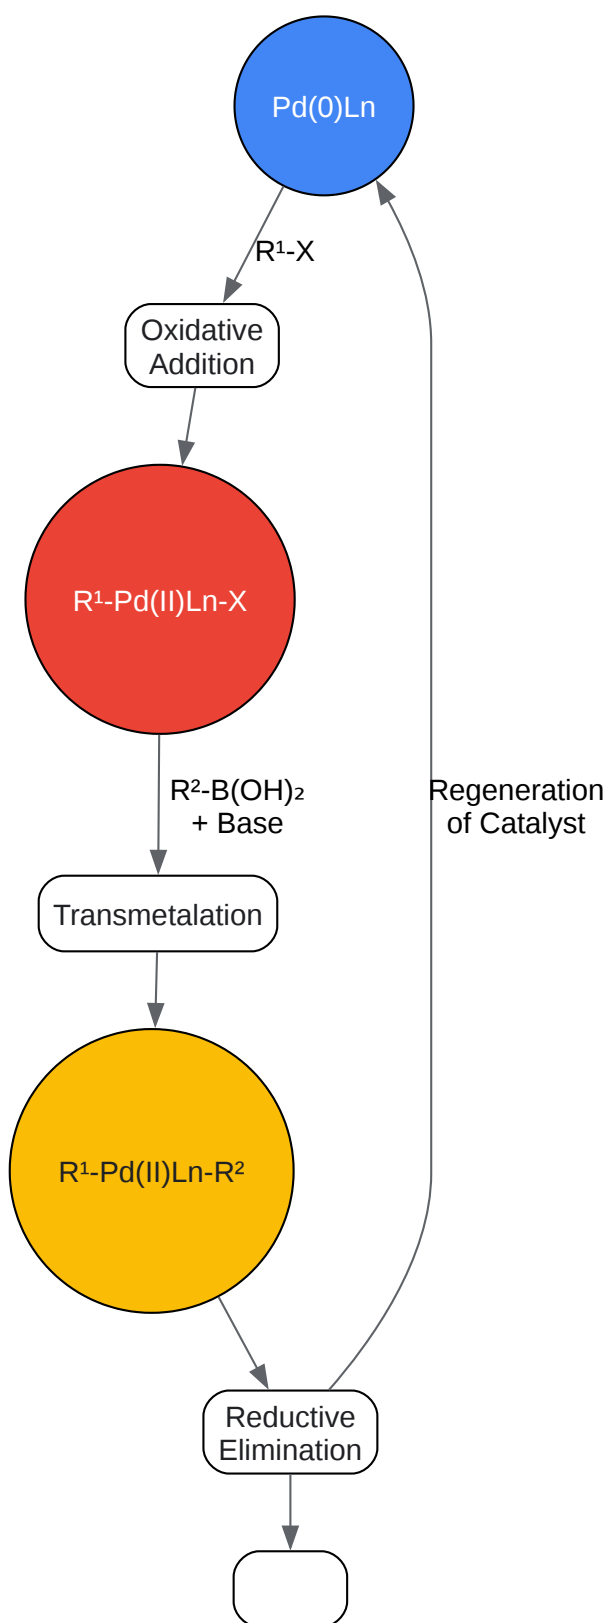 Pd(0)Ln
R¹-X
Oxidative
Addition
R¹-Pd(II)Ln-X
R²-B(OH)₂
+ Base
Regeneration
of Catalyst
Transmetalation
R¹-Pd(II)Ln-R²
Reductive
Elimination